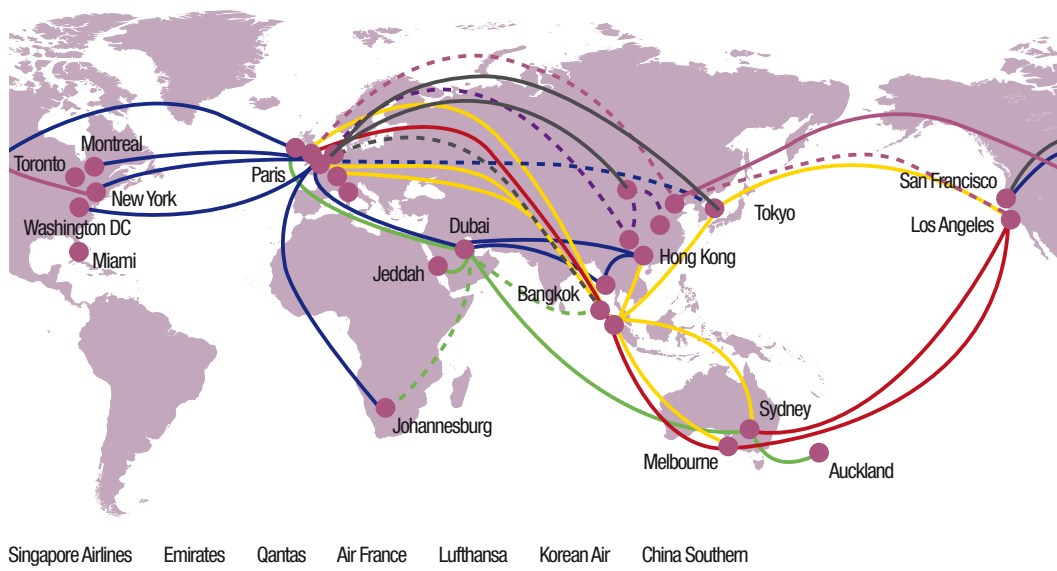 Montreal
Toronto
New York
Washington DC
Miami
Paris
Dubai
Jeddah
Johannesburg
Bangkok
Hong Kong
Tokyo
San Francisco
Los Angeles
Sydney
Melbourne
Auckland
Singapore Airlines Emirates Qantas Air France Lufthansa Korean Air China Southern